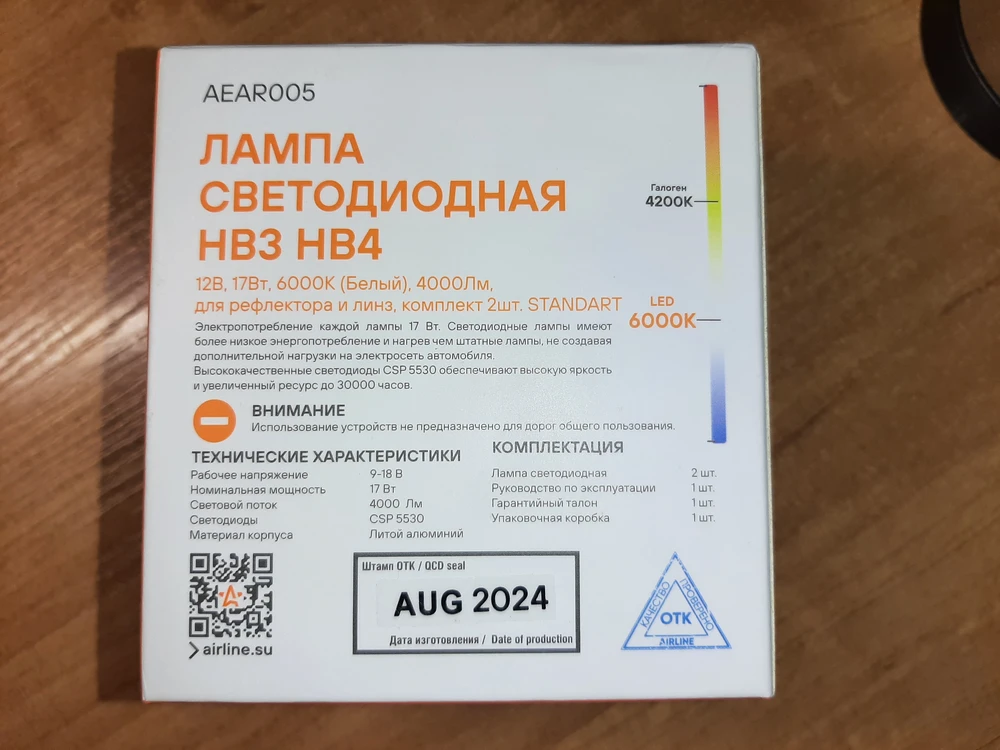 AEAR005
ЛАМПА
СВЕТОДИОДНАЯ
HB3 HB4
12В, 17Вт, 6000К (Белый), 4000Лм,
для рефлектора и линз, комплект 2шт. STANDART
Электропотребление каждой лампы 17 Вт. Светодиодные лампы имеют
более низкое энергопотребление и нагрев чем штатные лампы, не создавая
дополнительной нагрузки на электросеть автомобиля.
Высококачественные светодиоды CSP 5530 обеспечивают высокую яркость
и увеличенный ресурс до 30000 часов.
Галоген
4200К
LED
6000К
ВНИМАНИЕ
Использование устройств не предназначено для дорог общего пользования.
ТЕХНИЧЕСКИЕ ХАРАКТЕРИСТИКИ
Рабочее напряжение 9-18 В
Номинальная мощность 17 Вт
Световой поток 4000 Лм
Светодиоды CSP 5530
Материал корпуса Литой алюминий
КОМПЛЕКТАЦИЯ
Лампа светодиодная 2 шт.
Руководство по эксплуатации 1 шт.
Гарантийный талон 1 шт.
Упаковочная коробка 1 шт.
airline.su
Штамп ОТК / QCD seal
AUG 2024
Дата изготовления / Date of production
КАЧЕСТВО
ПРОВЕРЕНО
ОТК
AIRLINE